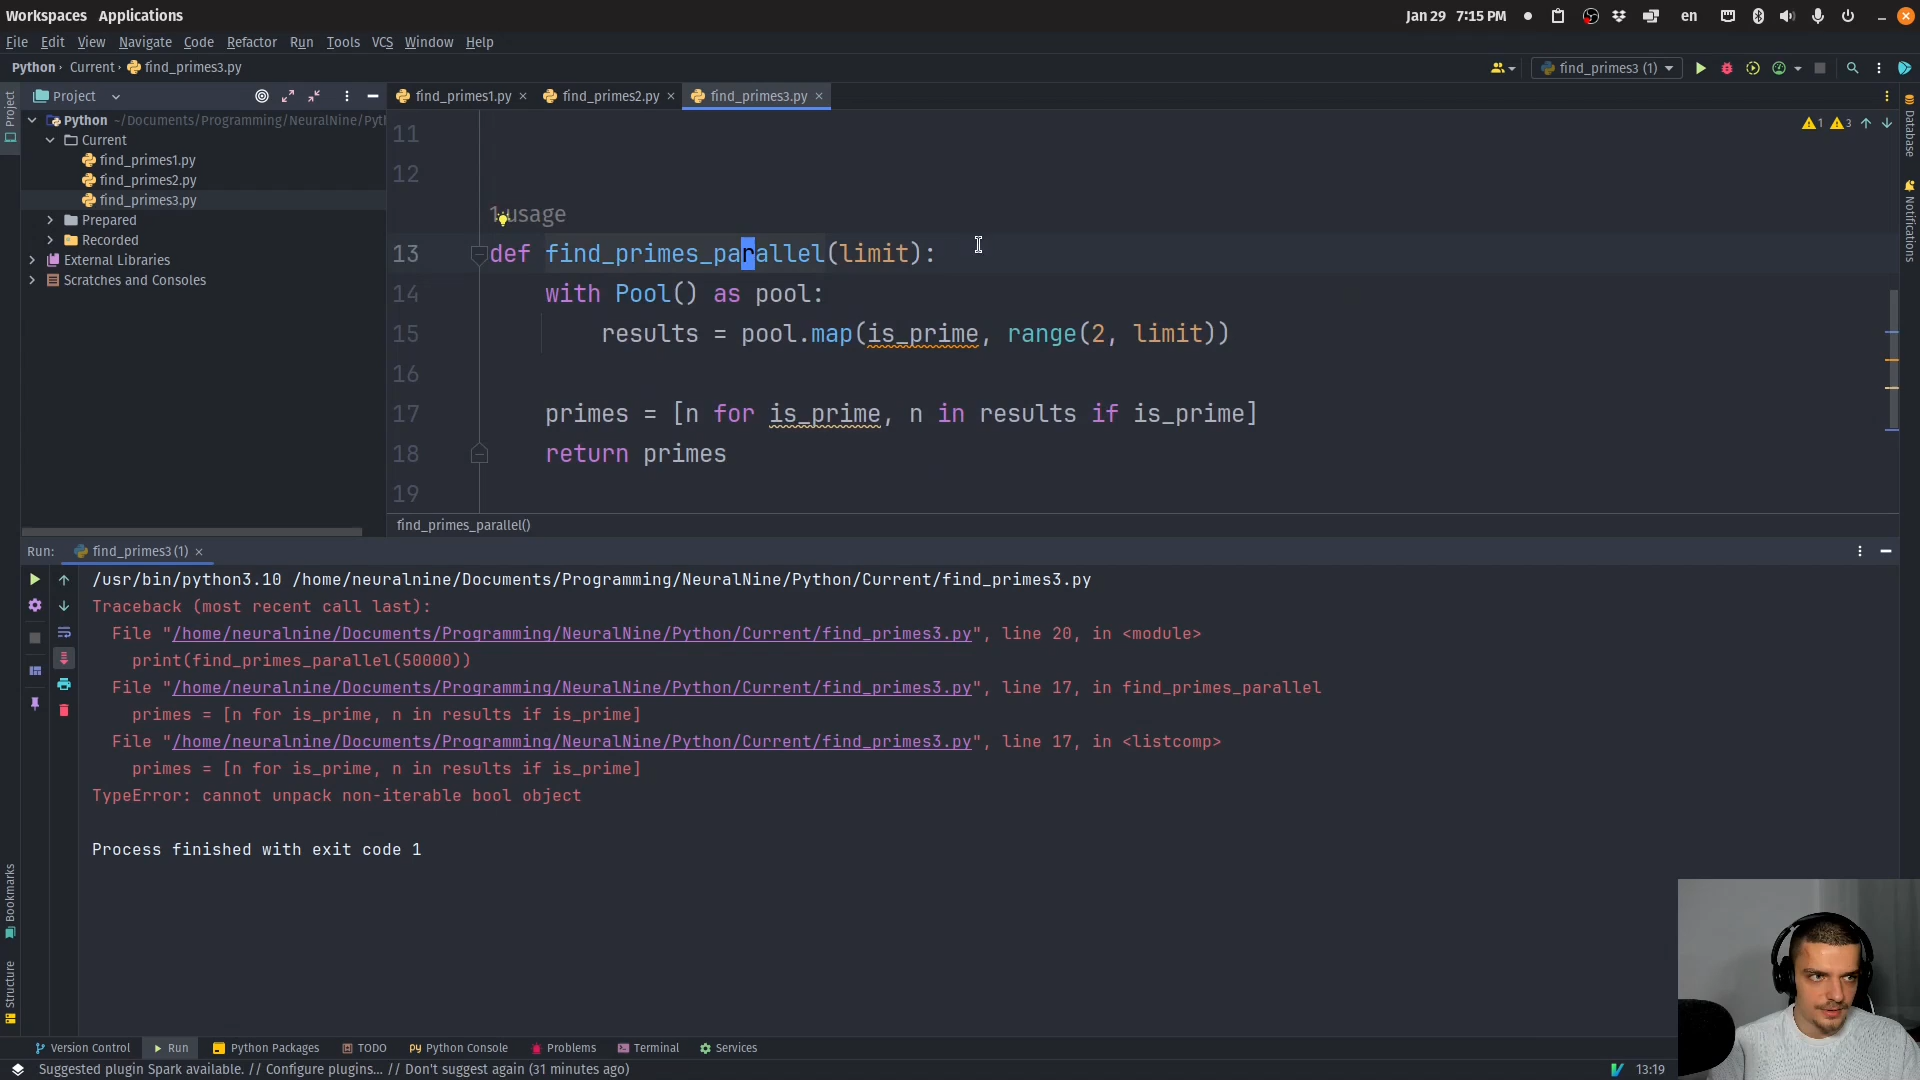 Workspaces Applications
Jan 29 7:15 PM en
File Edit View Navigate Code Refactor Run Tools VCS Window Help
Python Current find_primes3.py
find_primes3 (1)
Project
find_primes1.py find_primes2.py find_primes3.py
Python ~/Documents/Programming/NeuralNine/Pyth
Current
find_primes1.py
find_primes2.py
find_primes3.py
Prepared
Recorded
External Libraries
Scratches and Consoles
Project
Bookmarks
Structure
Database
Notifications
1 3
11
12
1 usage
13 def find_primes_parallel(limit):
14 with Pool() as pool:
15 results = pool.map(is_prime, range(2, limit))
16
17 primes = [n for is_prime, n in results if is_prime]
18 return primes
19
find_primes_parallel()
Run: find_primes3 (1)
/usr/bin/python3.10 /home/neuralnine/Documents/Programming/NeuralNine/Python/Current/find_primes3.py
Traceback (most recent call last):
File "/home/neuralnine/Documents/Programming/NeuralNine/Python/Current/find_primes3.py", line 20, in <module>
print(find_primes_parallel(50000))
File "/home/neuralnine/Documents/Programming/NeuralNine/Python/Current/find_primes3.py", line 17, in find_primes_parallel
primes = [n for is_prime, n in results if is_prime]
File "/home/neuralnine/Documents/Programming/NeuralNine/Python/Current/find_primes3.py", line 17, in <listcomp>
primes = [n for is_prime, n in results if is_prime]
TypeError: cannot unpack non-iterable bool object
Process finished with exit code 1
Version Control Run Python Packages TODO Python Console Problems Terminal Services
Suggested plugin Spark available. // Configure plugins... // Don't suggest again (31 minutes ago)
13:19